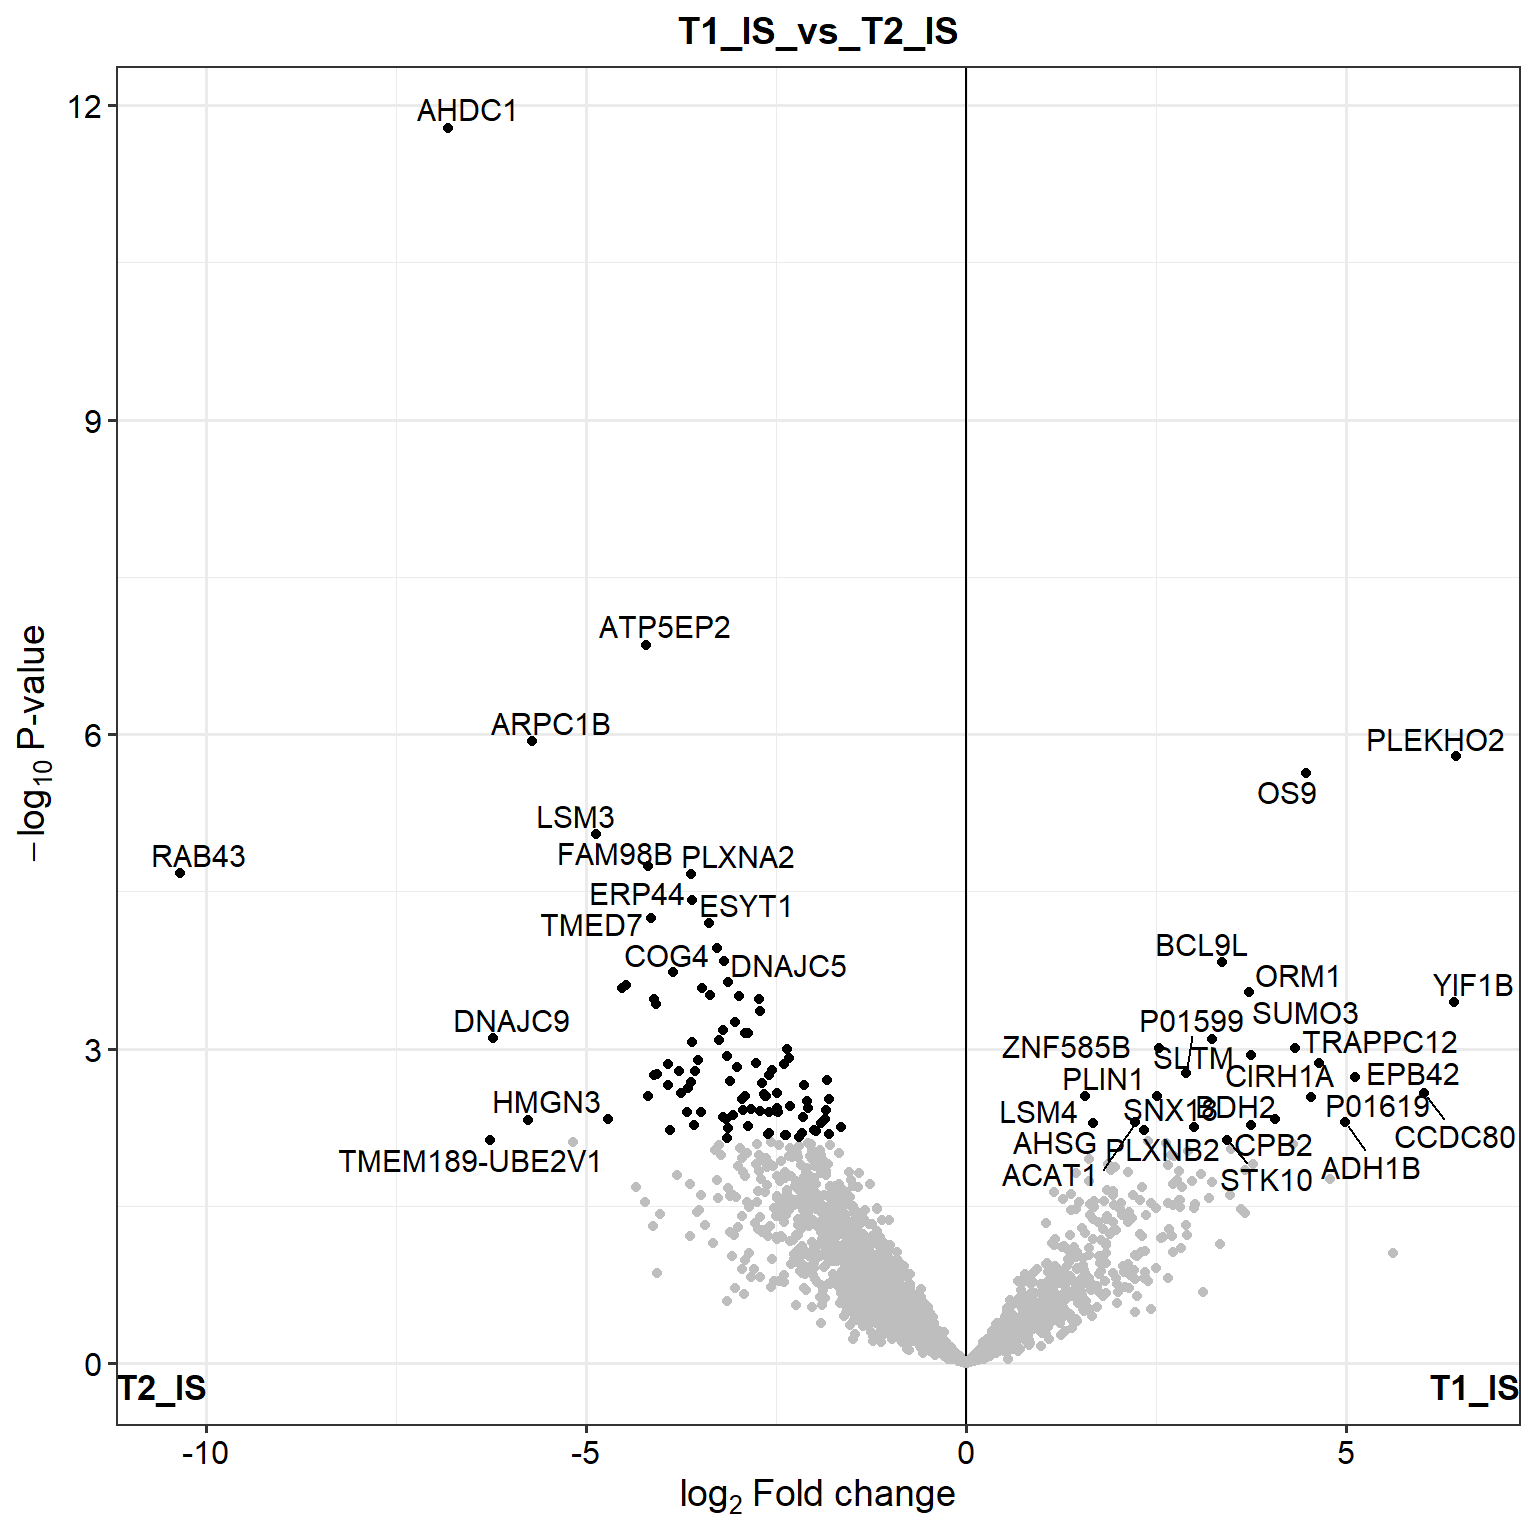 T1_IS_vs_T2_IS
12
AHDC1
9
ATP5EP2
6
ARPC1B
PLEKHO2
OS9
LSM3
RAB43
FAM98B
PLXNA2
ERP44
ESYT1
TMED7
BCL9L
COG4
DNAJC5
ORM1
YIF1B
DNAJC9
P01599
SUMO3
3
ZNF585B
SLTM
TRAPPC12
PLIN1
CIRH1A
EPB42
HMGN3
LSM4
SNX18
BDH2
P01619
AHSG
PLXNB2
CPB2
CCDC80
TMEM189-UBE2V1
ACAT1
STK10
ADH1B
0
T2_IS
T1_IS
-10
-5
0
5
log2 Fold change
−log10 P-value